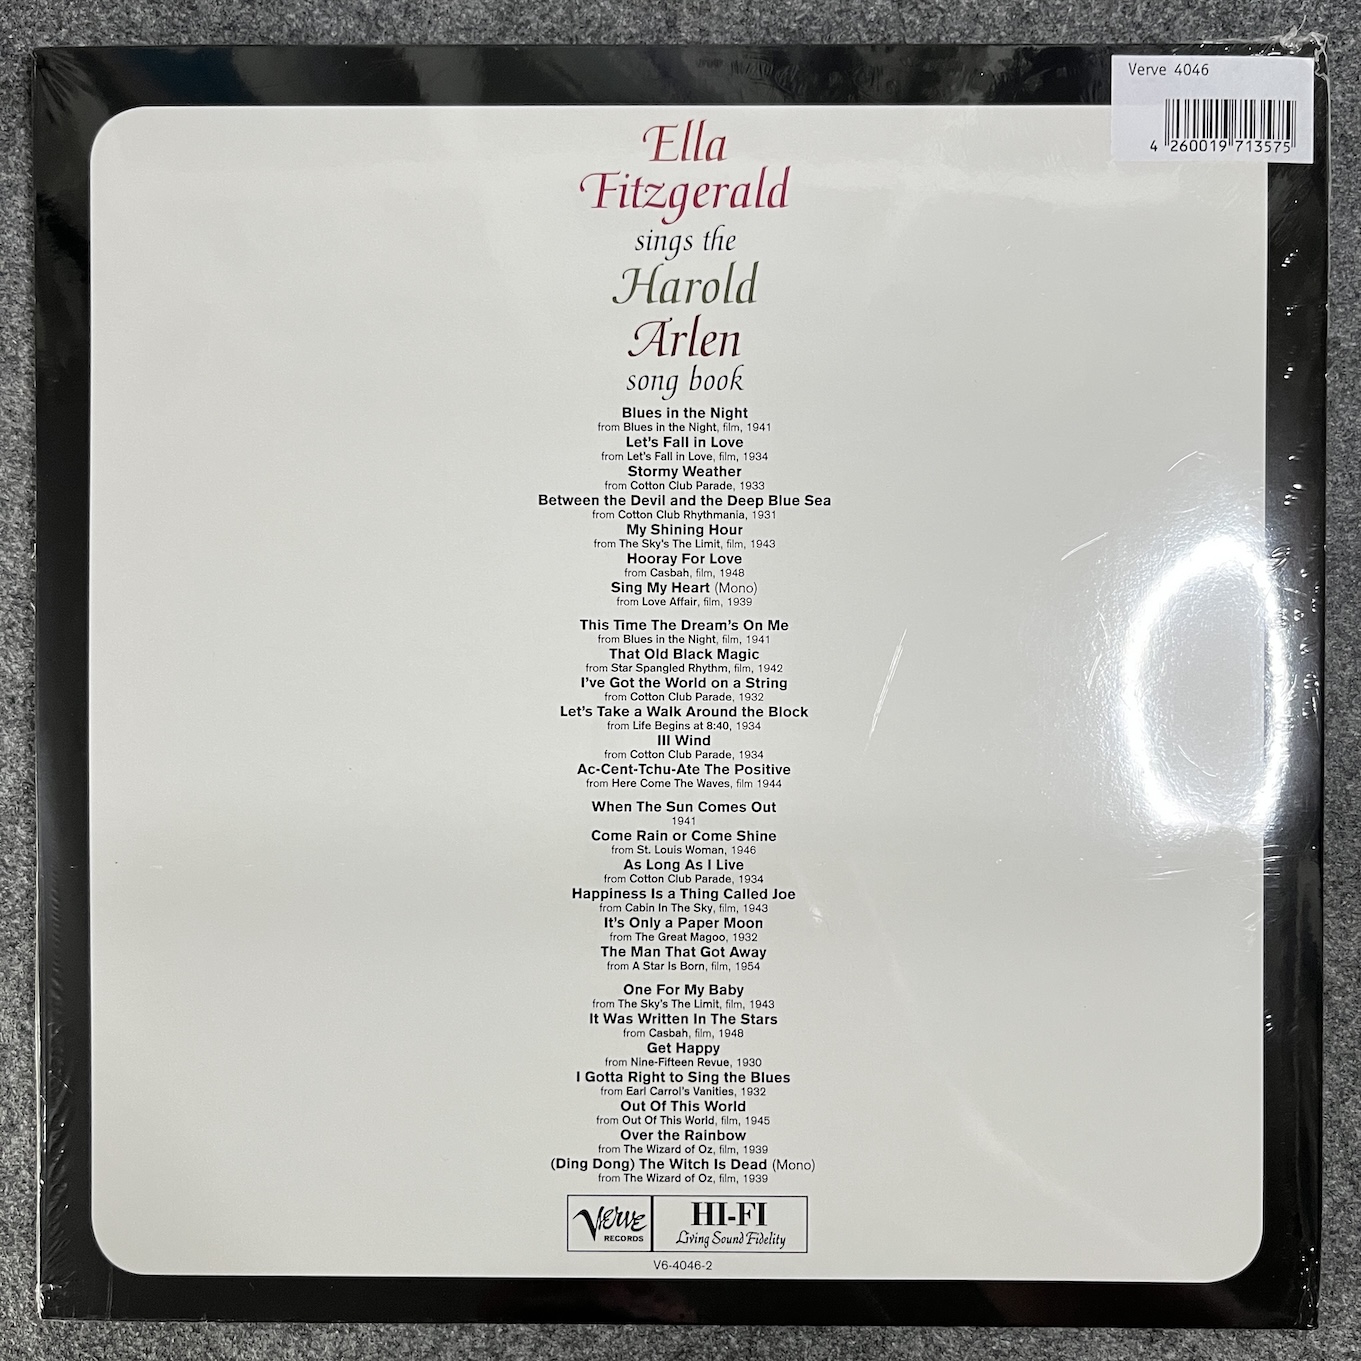 Verve 4046
4 260019 713575
Ella
Fitzgerald
sings the
Harold
Arlen
song book
Blues in the Night
from Blues in the Night, film, 1941
Let's Fall in Love
from Let's Fall in Love, film, 1934
Stormy Weather
from Cotton Club Parade, 1933
Between the Devil and the Deep Blue Sea
from Cotton Club Rhythmania, 1931
My Shining Hour
from The Sky's The Limit, film, 1943
Hooray For Love
from Casbah, film, 1948
Sing My Heart (Mono)
from Love Affair, film, 1939
This Time The Dream's On Me
from Blues in the Night, film, 1941
That Old Black Magic
from Star Spangled Rhythm, film, 1942
I've Got the World on a String
from Cotton Club Parade, 1932
Let's Take a Walk Around the Block
from Life Begins at 8:40, 1934
Ill Wind
from Cotton Club Parade, 1934
Ac-Cent-Tchu-Ate The Positive
from Here Come The Waves, film 1944
When The Sun Comes Out
1941
Come Rain or Come Shine
from St. Louis Woman, 1946
As Long As I Live
from Cotton Club Parade, 1934
Happiness Is a Thing Called Joe
from Cabin In The Sky, film, 1943
It's Only a Paper Moon
from The Great Magoo, 1932
The Man That Got Away
from A Star Is Born, film, 1954
One For My Baby
from The Sky's The Limit, film, 1943
It Was Written In The Stars
from Casbah, film, 1948
Get Happy
from Nine-Fifteen Revue, 1930
I Gotta Right to Sing the Blues
from Earl Carrol's Vanities, 1932
Out Of This World
from Out Of This World, film, 1945
Over the Rainbow
from The Wizard of Oz, film, 1939
(Ding Dong) The Witch Is Dead (Mono)
from The Wizard of Oz, film, 1939
Verve
RECORDS
HI-FI
Living Sound Fidelity
V6-4046-2